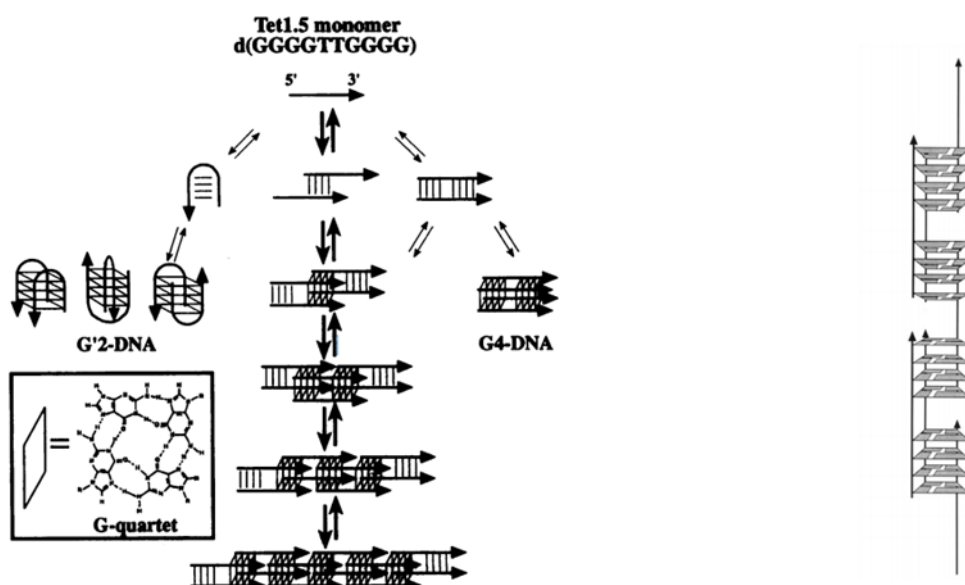 Tet1.5 monomer
d(GGGGTTGGGG)
5' 3'
G'2-DNA
G4-DNA
=
G-quartet